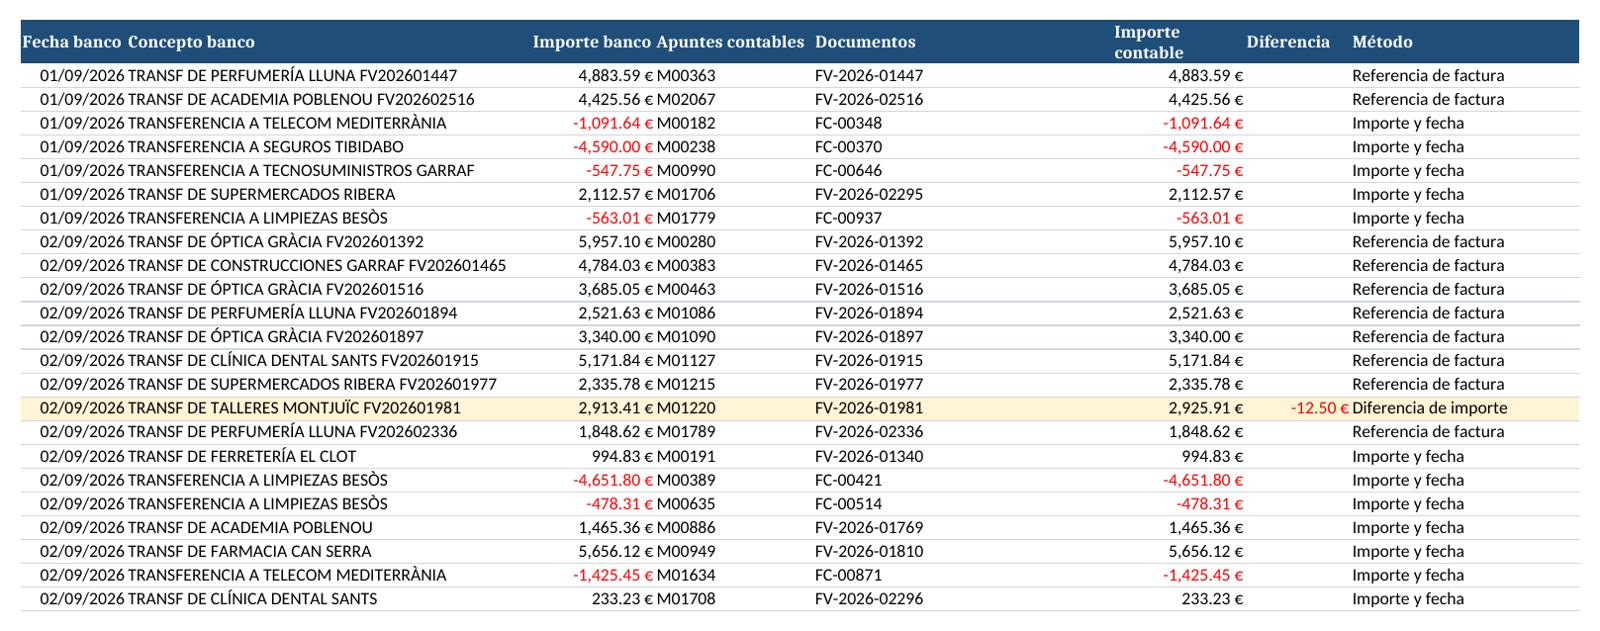 Fecha banco Concepto banco Importe banco Apuntes contables Documentos Importe contable Diferencia Método
01/09/2026 TRANSF DE PERFUMERÍA LLUNA FV202601447 4,883.59 € M00363 FV-2026-01447 4,883.59 € Referencia de factura
01/09/2026 TRANSF DE ACADEMIA POBLENOU FV202602516 4,425.56 € M02067 FV-2026-02516 4,425.56 € Referencia de factura
01/09/2026 TRANSFERENCIA A TELECOM MEDITERRÀNIA -1,091.64 € M00182 FC-00348 -1,091.64 € Importe y fecha
01/09/2026 TRANSFERENCIA A SEGUROS TIBIDABO -4,590.00 € M00238 FC-00370 -4,590.00 € Importe y fecha
01/09/2026 TRANSFERENCIA A TECNOSUMINISTROS GARRAF -547.75 € M00990 FC-00646 -547.75 € Importe y fecha
01/09/2026 TRANSF DE SUPERMERCADOS RIBERA 2,112.57 € M01706 FV-2026-02295 2,112.57 € Importe y fecha
01/09/2026 TRANSFERENCIA A LIMPIEZAS BESÒS -563.01 € M01779 FC-00937 -563.01 € Importe y fecha
02/09/2026 TRANSF DE ÓPTICA GRÀCIA FV202601392 5,957.10 € M00280 FV-2026-01392 5,957.10 € Referencia de factura
02/09/2026 TRANSF DE CONSTRUCCIONES GARRAF FV202601465 4,784.03 € M00383 FV-2026-01465 4,784.03 € Referencia de factura
02/09/2026 TRANSF DE ÓPTICA GRÀCIA FV202601516 3,685.05 € M00463 FV-2026-01516 3,685.05 € Referencia de factura
02/09/2026 TRANSF DE PERFUMERÍA LLUNA FV202601894 2,521.63 € M01086 FV-2026-01894 2,521.63 € Referencia de factura
02/09/2026 TRANSF DE ÓPTICA GRÀCIA FV202601897 3,340.00 € M01090 FV-2026-01897 3,340.00 € Referencia de factura
02/09/2026 TRANSF DE CLÍNICA DENTAL SANTS FV202601915 5,171.84 € M01127 FV-2026-01915 5,171.84 € Referencia de factura
02/09/2026 TRANSF DE SUPERMERCADOS RIBERA FV202601977 2,335.78 € M01215 FV-2026-01977 2,335.78 € Referencia de factura
02/09/2026 TRANSF DE TALLERES MONTJUÏC FV202601981 2,913.41 € M01220 FV-2026-01981 2,925.91 € -12.50 € Diferencia de importe
02/09/2026 TRANSF DE PERFUMERÍA LLUNA FV202602336 1,848.62 € M01789 FV-2026-02336 1,848.62 € Referencia de factura
02/09/2026 TRANSF DE FERRETERÍA EL CLOT 994.83 € M00191 FV-2026-01340 994.83 € Importe y fecha
02/09/2026 TRANSFERENCIA A LIMPIEZAS BESÒS -4,651.80 € M00389 FC-00421 -4,651.80 € Importe y fecha
02/09/2026 TRANSFERENCIA A LIMPIEZAS BESÒS -478.31 € M00635 FC-00514 -478.31 € Importe y fecha
02/09/2026 TRANSF DE ACADEMIA POBLENOU 1,465.36 € M00886 FV-2026-01769 1,465.36 € Importe y fecha
02/09/2026 TRANSF DE FARMACIA CAN SERRA 5,656.12 € M00949 FV-2026-01810 5,656.12 € Importe y fecha
02/09/2026 TRANSFERENCIA A TELECOM MEDITERRÀNIA -1,425.45 € M01634 FC-00871 -1,425.45 € Importe y fecha
02/09/2026 TRANSF DE CLÍNICA DENTAL SANTS 233.23 € M01708 FV-2026-02296 233.23 € Importe y fecha